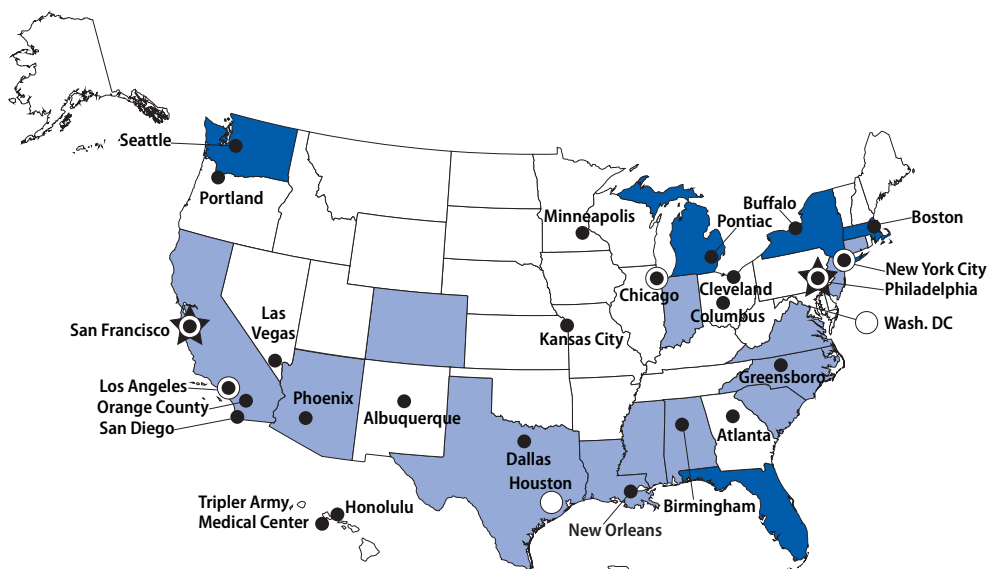 Seattle
Portland
Minneapolis
Buffalo
Pontiac
Boston
New York City
Philadelphia
Chicago
Cleveland
Columbus
Wash. DC
San Francisco
Las
Vegas
Kansas City
Los Angeles
Orange County
San Diego
Phoenix
Albuquerque
Greensboro
Atlanta
Dallas
Houston
Tripler Army
Medical Center
Honolulu
New Orleans
Birmingham